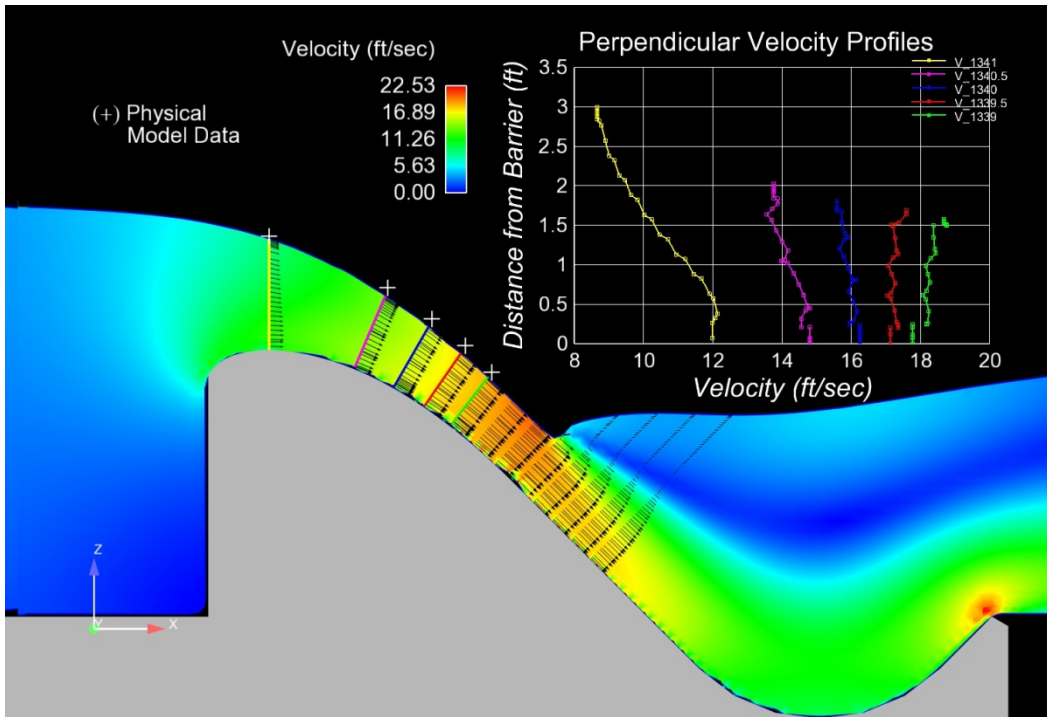 Velocity (ft/sec)
22.53
16.89
11.26
5.63
0.00
(+) Physical
Model Data
Perpendicular Velocity Profiles
V_1341
V_1340.5
V_1340
V_1339.5
V_1339
Distance from Barrier (ft)
3.5
3
2.5
2
1.5
1
0.5
0
8 10 12 14 16 18 20
Velocity (ft/sec)
Z
Y
X